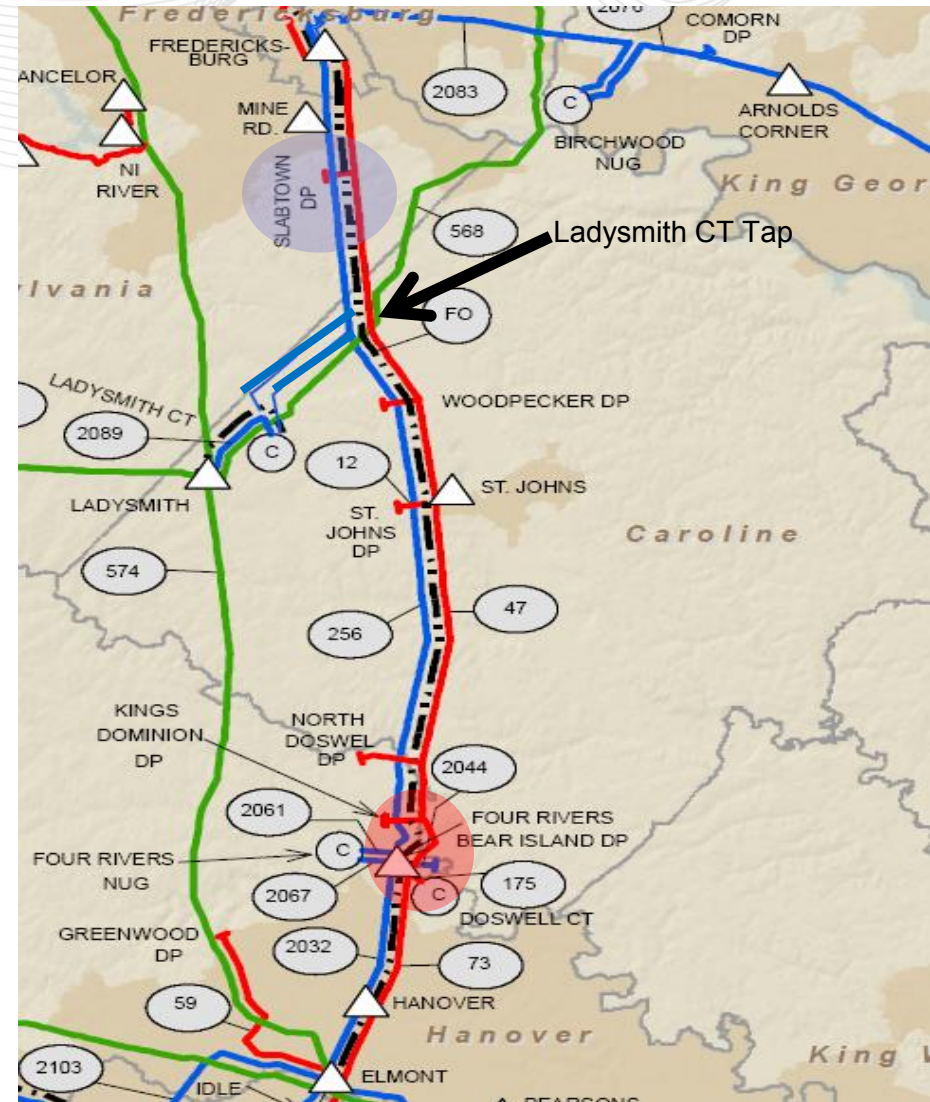 Fredericksburg
2076
COMORN
DP
FREDERICKS-
BURG
ANCELOR
2083
C
MINE
RD.
ARNOLDS
CORNER
BIRCHWOOD
NUG
NI
RIVER
SLABTOWN
DP
King Geor
568
Ladysmith CT Tap
lvania
FO
LADYSMITH CT
WOODPECKER DP
2089
C
12
ST. JOHNS
LADYSMITH
ST.
JOHNS
DP
Caroline
574
47
256
KINGS
DOMINION
DP
NORTH
DOSWEL
DP
2044
2061
FOUR RIVERS
BEAR ISLAND DP
FOUR RIVERS
NUG
C
175
2067
C
DOSWELL CT
GREENWOOD
DP
2032
73
59
HANOVER
Hanover
King W
2103
ELMONT
IDLE
PEARSONS